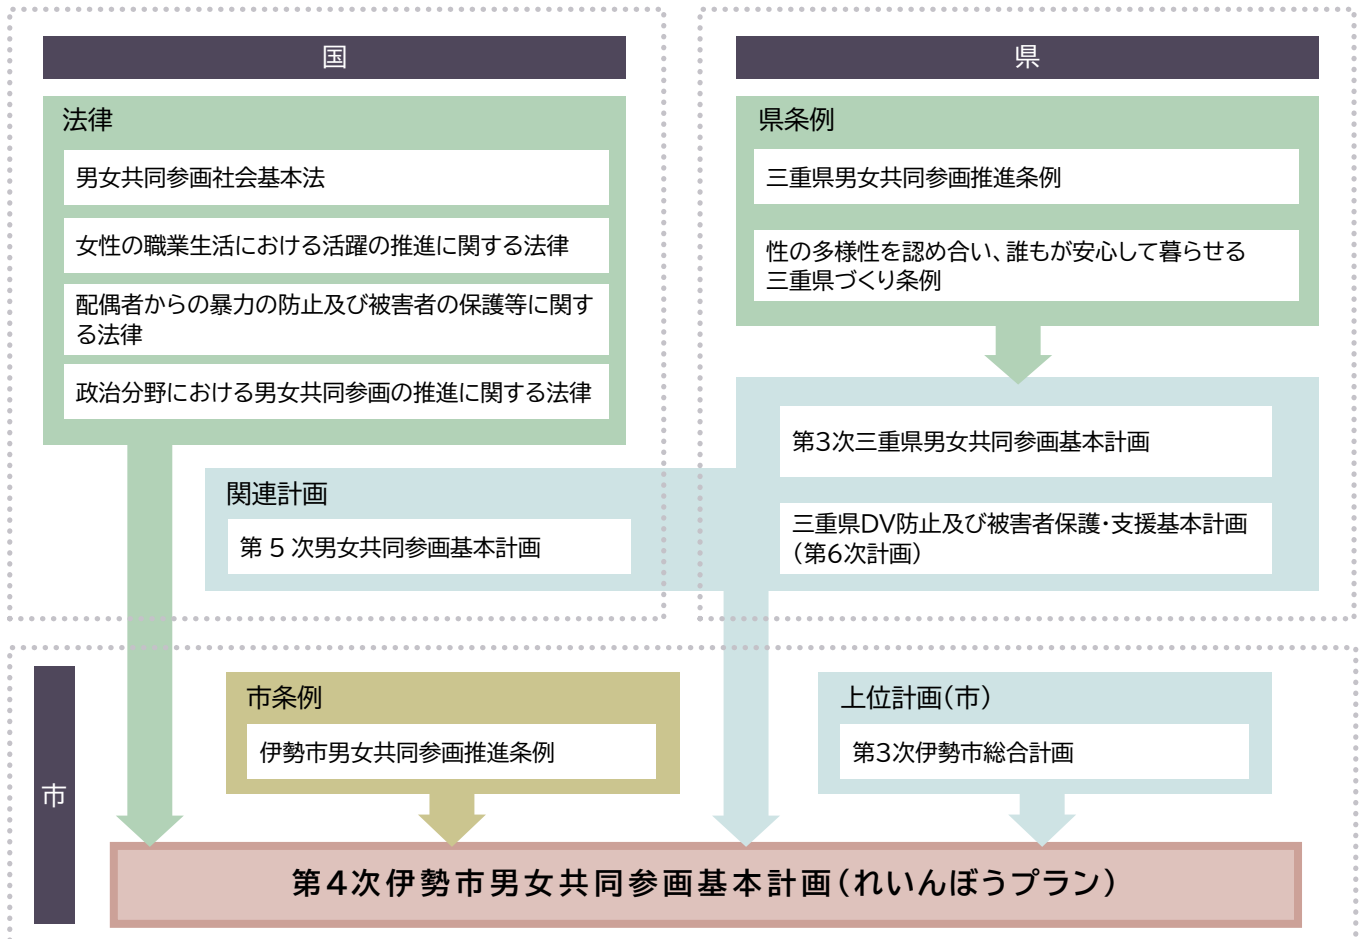 国
法律
男女共同参画社会基本法
女性の職業生活における活躍の推進に関する法律
配偶者からの暴力の防止及び被害者の保護等に関す
る法律
政治分野における男女共同参画の推進に関する法律
県
県条例
三重県男女共同参画推進条例
性の多様性を認め合い、誰もが安心して暮らせる
三重県づくり条例
関連計画
第５次男女共同参画基本計画
第3次三重県男女共同参画基本計画
三重県DV防止及び被害者保護・支援基本計画
（第6次計画）
市
市条例
伊勢市男女共同参画推進条例
上位計画（市）
第3次伊勢市総合計画
第4次伊勢市男女共同参画基本計画（れいんぼうプラン）